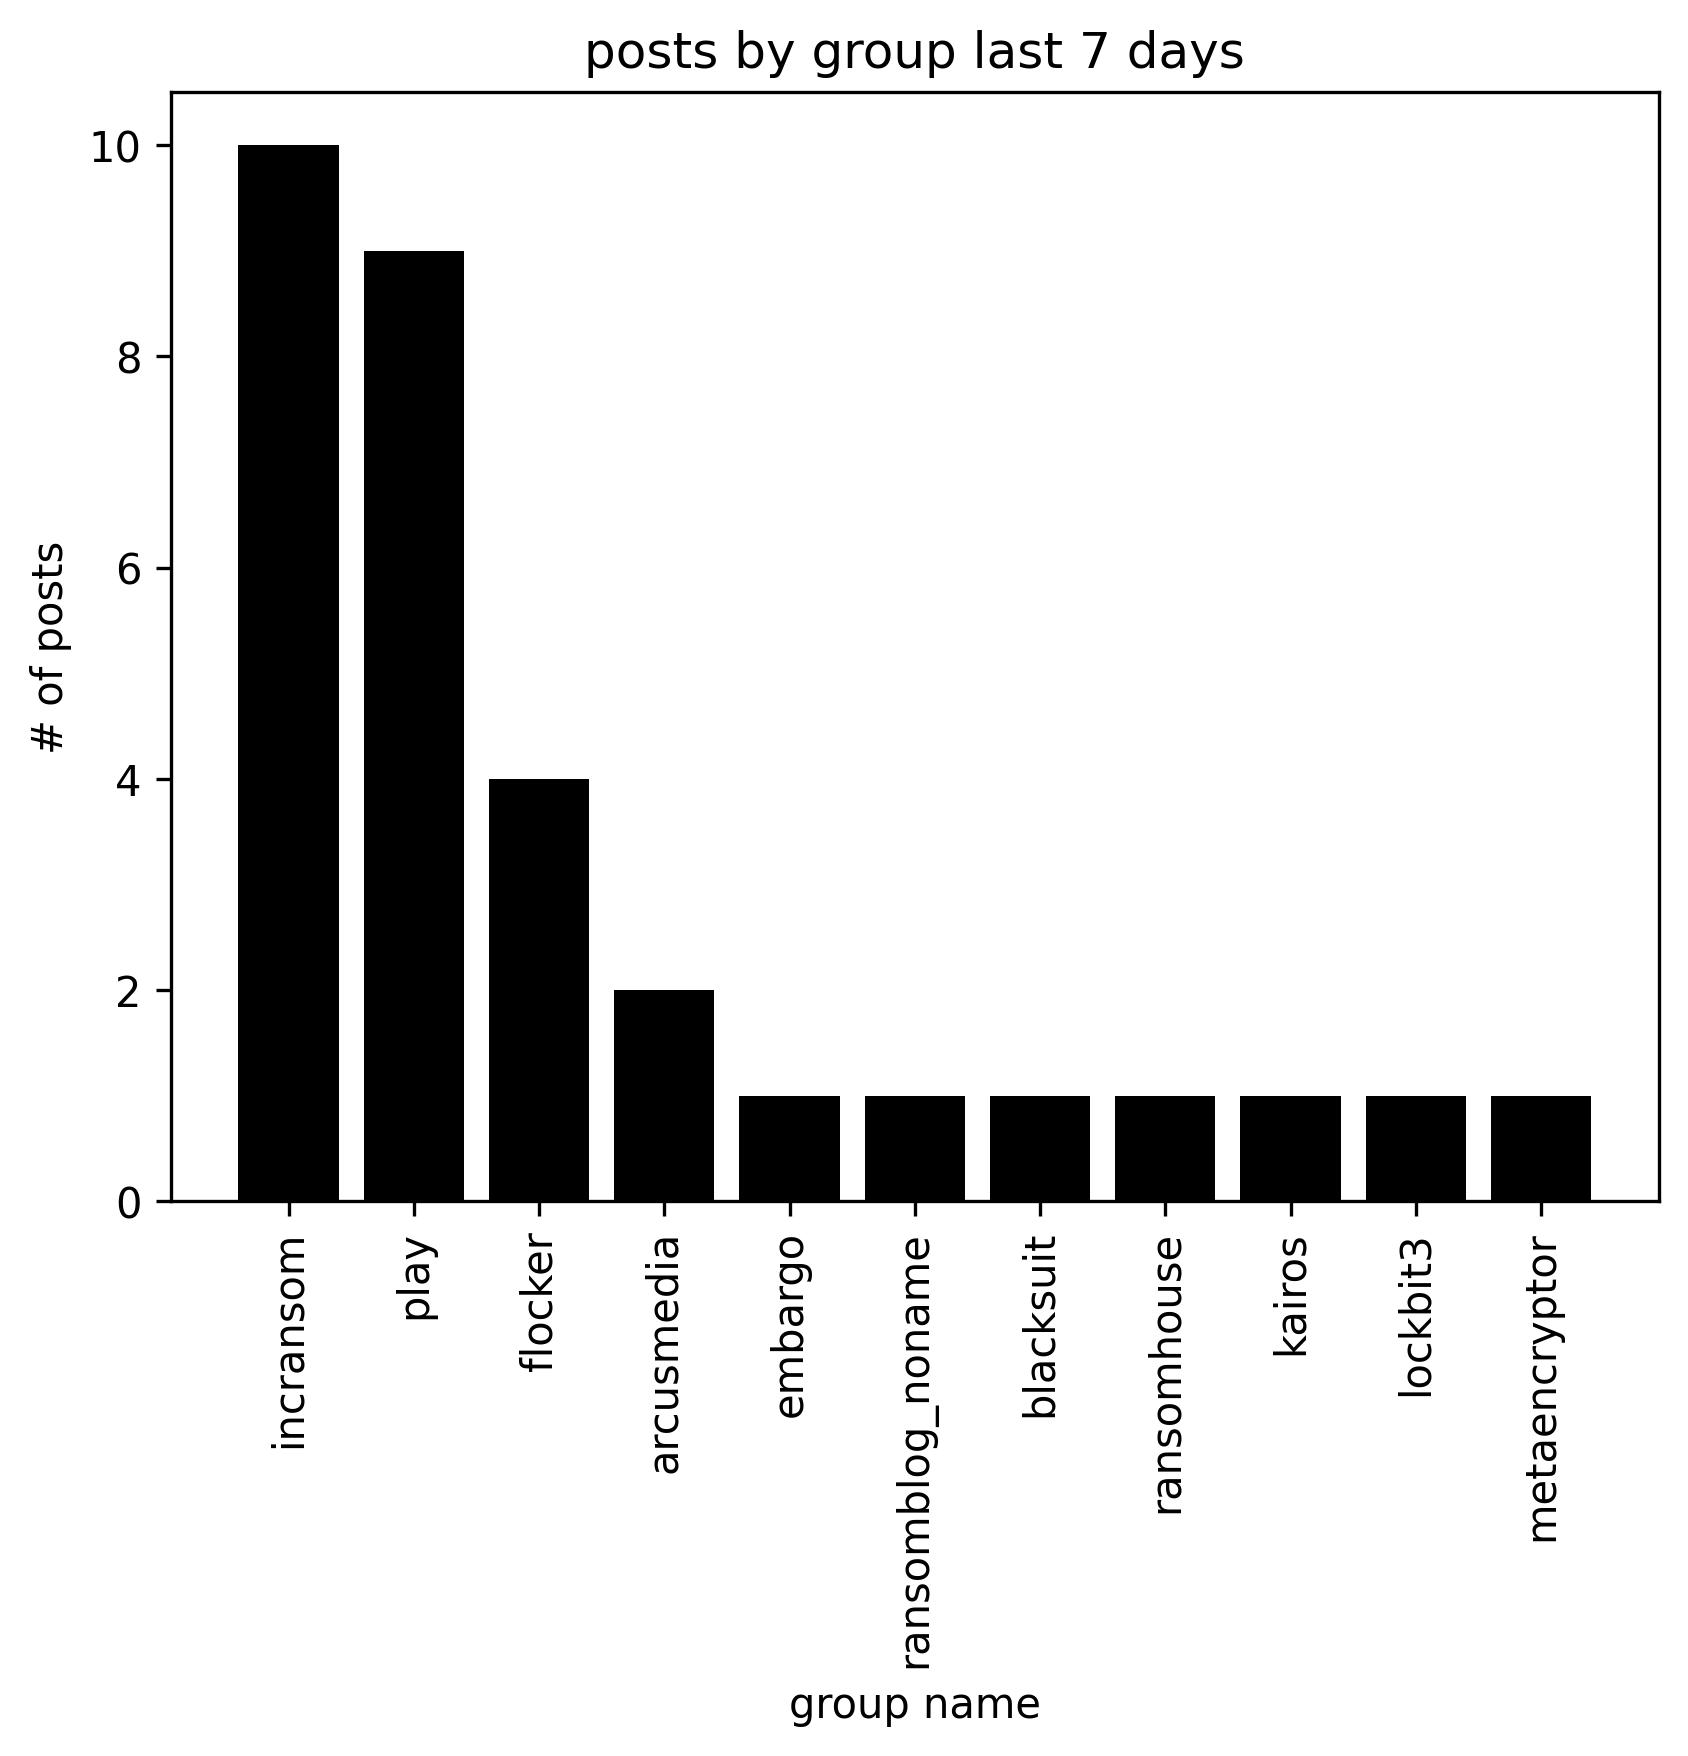 posts by group last 7 days
# of posts
10
8
6
4
2
0
incransom
play
flocker
arcusmedia
embargo
ransomblog_noname
blacksuit
ransomhouse
kairos
lockbit3
metaencryptor
group name